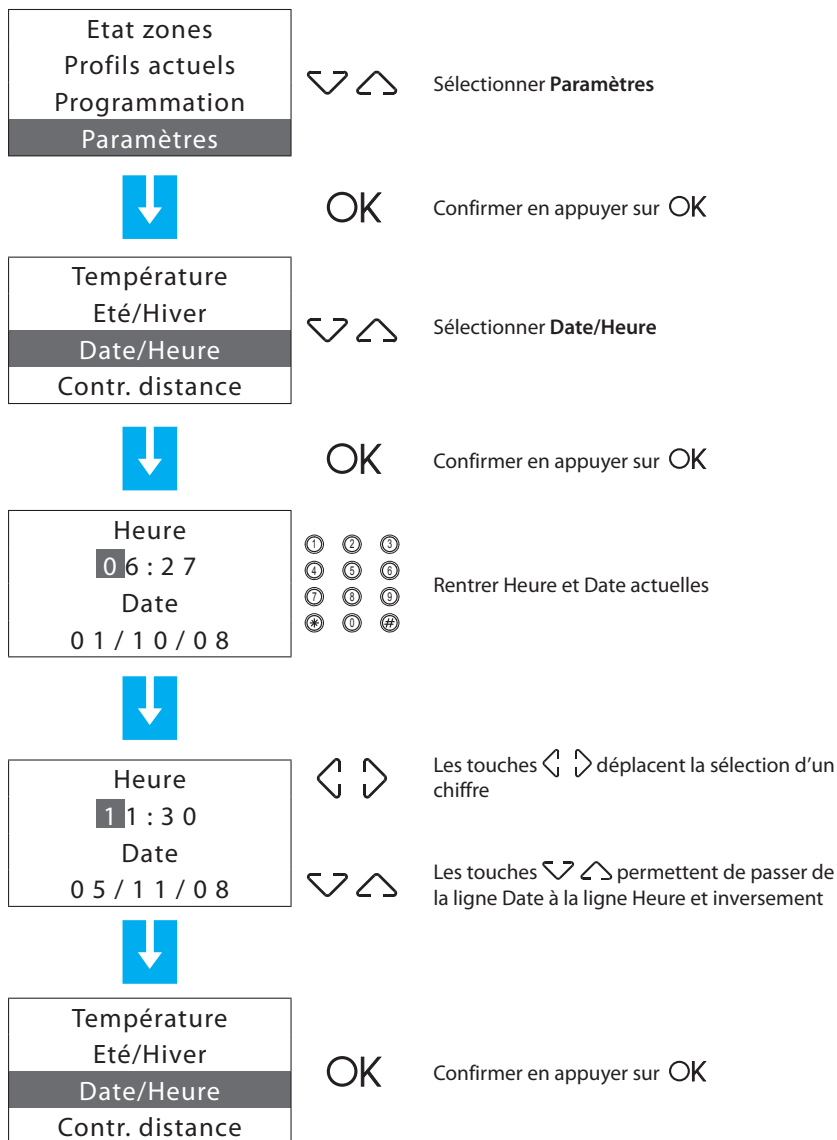 Etat zones
Profils actuels
Programmation
Paramètres
Sélectionner Paramètres
OK
Confirmer en appuyer sur OK
Température
Eté/Hiver
Date/Heure
Contr. distance
Sélectionner Date/Heure
OK
Confirmer en appuyer sur OK
Heure
06:27
Date
01/10/08
1 2 3
4 5 6
7 8 9
* 0 #
Rentrer Heure et Date actuelles
Heure
11:30
Date
05/11/08
Les touches déplacent la sélection d'un
chiffre
Les touches permettent de passer de
la ligne Date à la ligne Heure et inversement
Température
Eté/Hiver
Date/Heure
Contr. distance
OK
Confirmer en appuyer sur OK